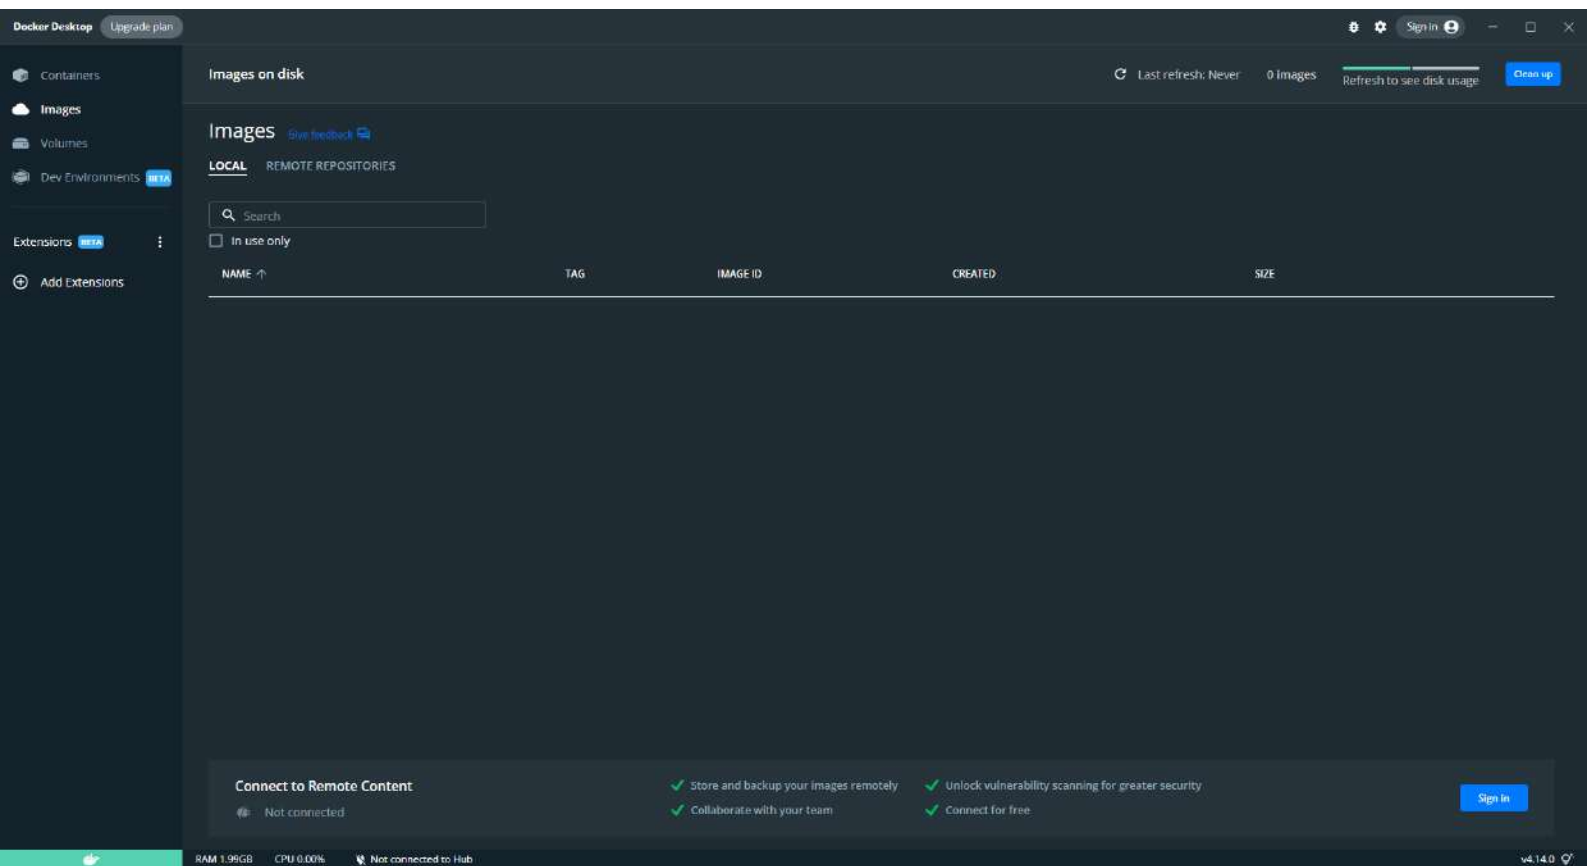 Docker Desktop Upgrade plan Sign in
Containers
Images
Volumes
Dev Environments BETA
Extensions BETA
Add Extensions
Images on disk Last refresh: Never 0 images Refresh to see disk usage Clean up
Images Give feedback
LOCAL REMOTE REPOSITORIES
Search
In use only
NAME TAG IMAGE ID CREATED SIZE
Connect to Remote Content
Not connected
Store and backup your images remotely
Collaborate with your team
Unlock vulnerability scanning for greater security
Connect for free
Sign in
RAM 1.99GB CPU 0.00% Not connected to Hub v4.14.0